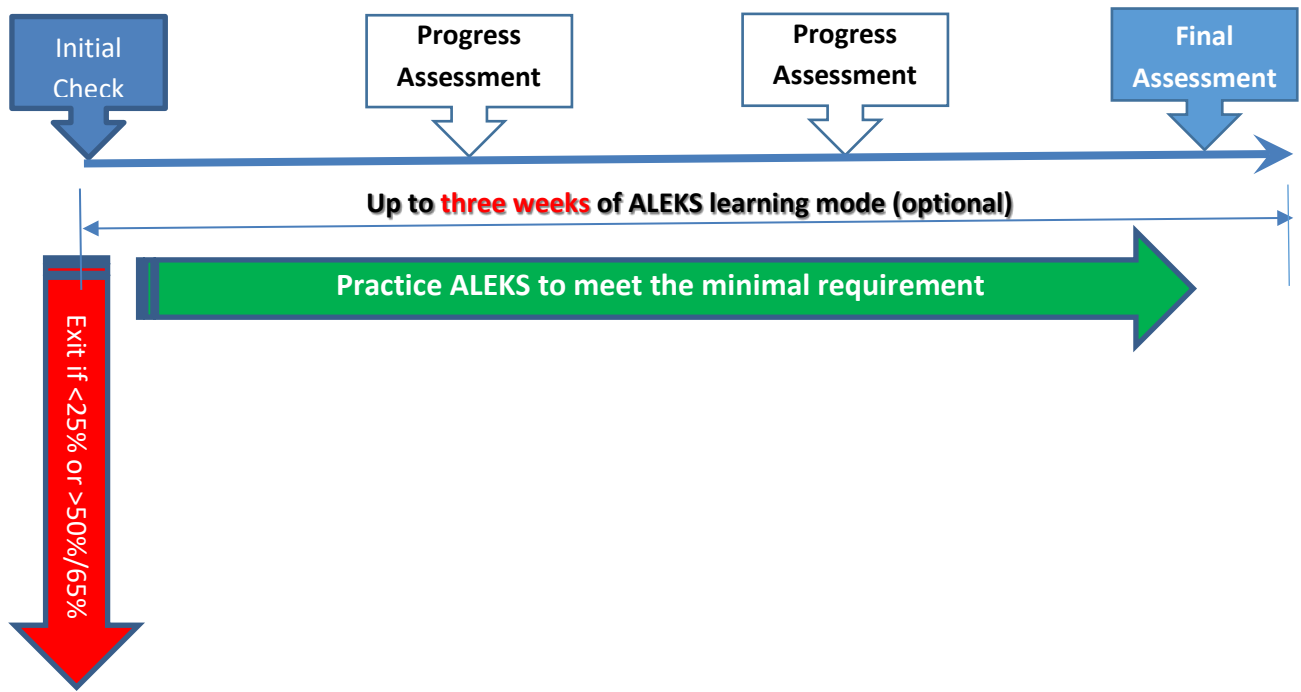 Initial
Check
Progress
Assessment
Progress
Assessment
Final
Assessment
Up to three weeks of ALEKS learning mode (optional)
Practice ALEKS to meet the minimal requirement
Exit if <25% or >50%/65%